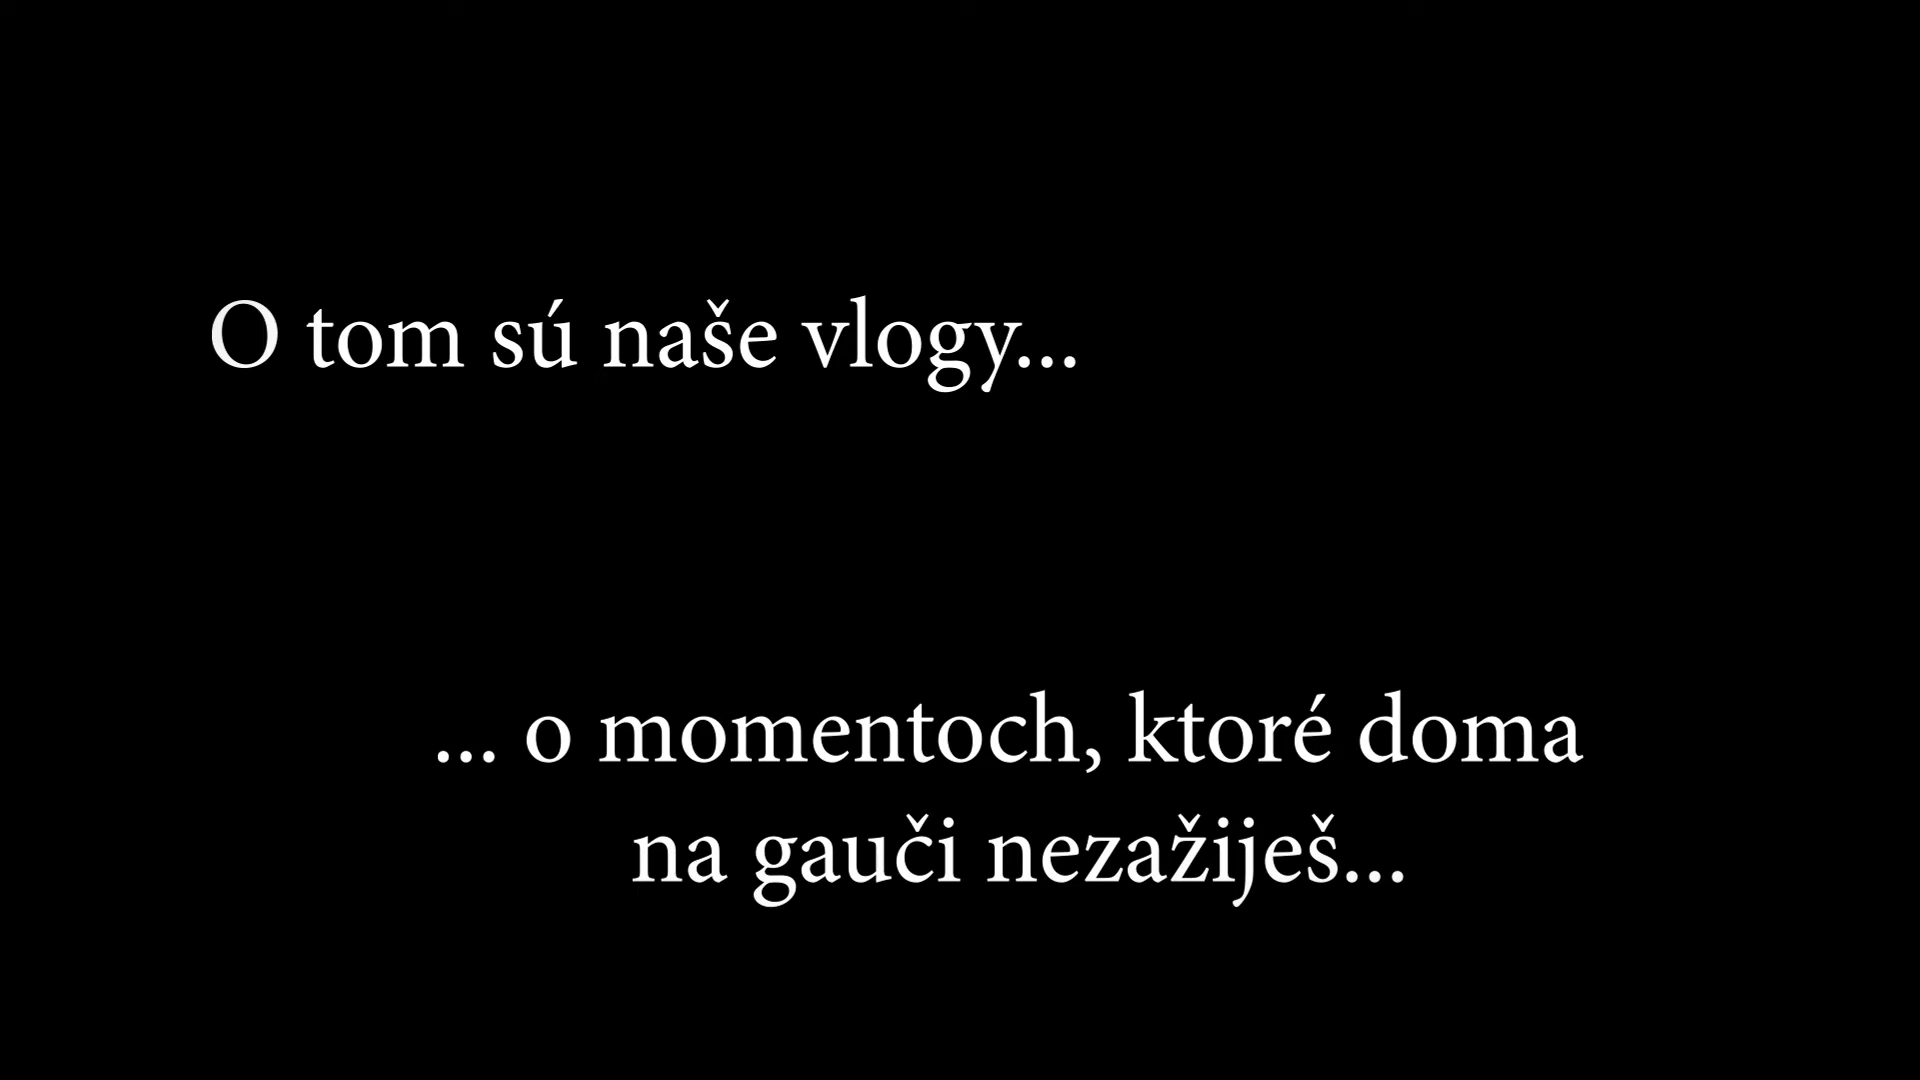 O tom sú naše vlogy...
... o momentoch, ktoré doma
na gauči nezažiješ...